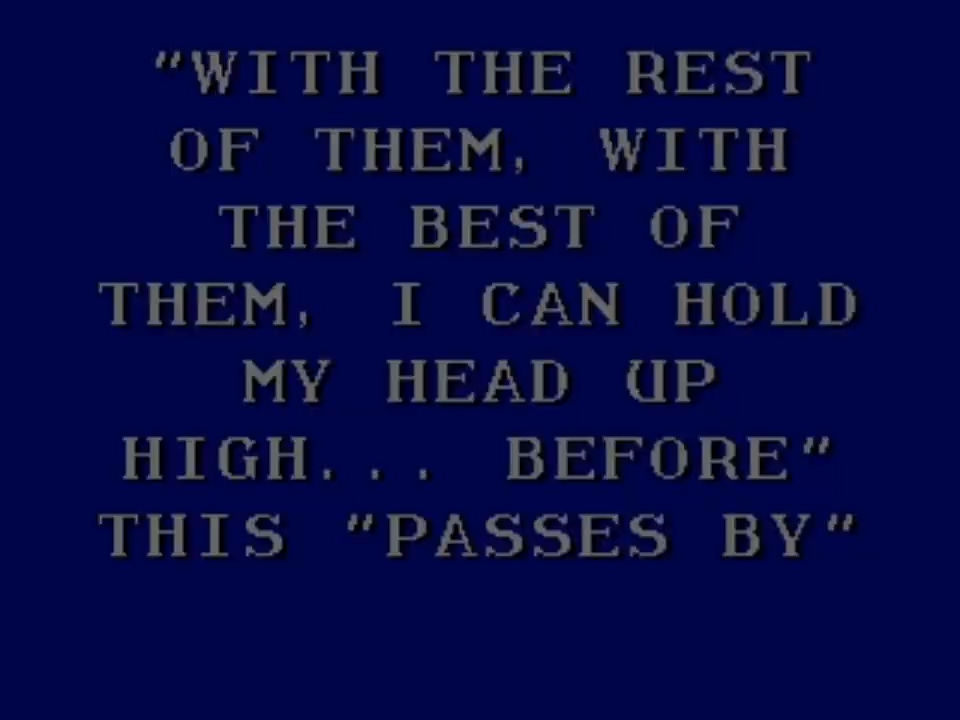 "WITH THE REST
OF THEM, WITH
THE BEST OF
THEM, I CAN HOLD
MY HEAD UP
HIGH... BEFORE"
THIS "PASSES BY"